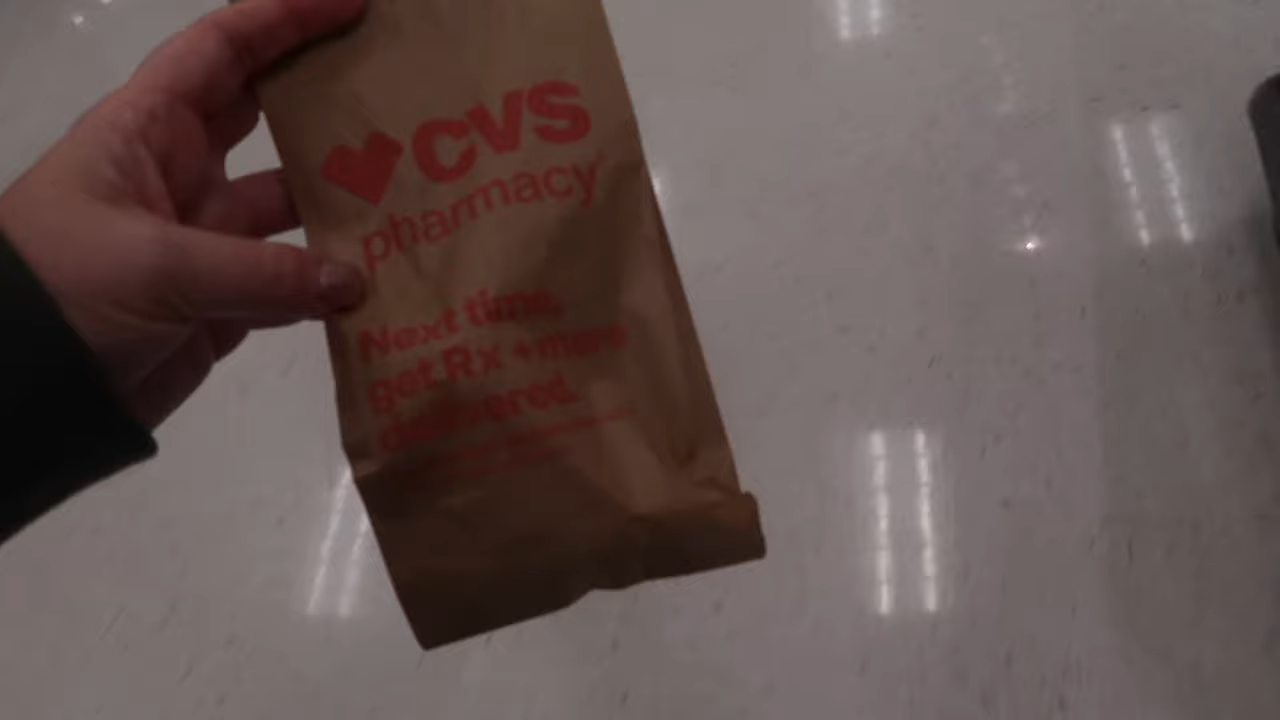 CVS
pharmacy
Next time,
get Rx + more
delivered.